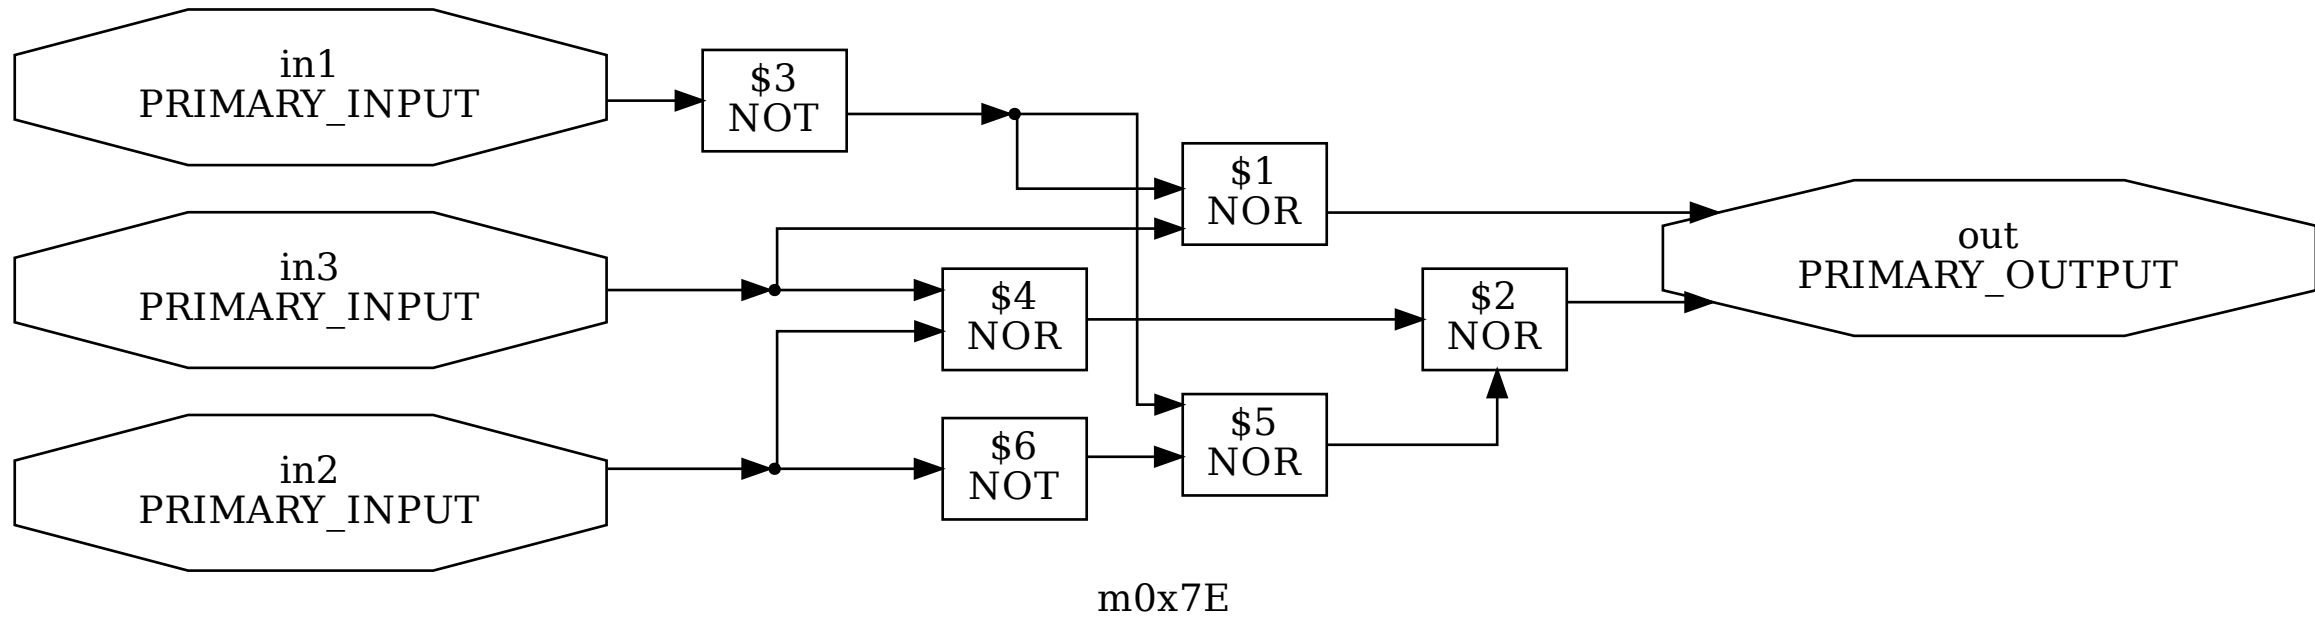 in1
PRIMARY_INPUT
$3
NOT
$1
NOR
in3
PRIMARY_INPUT
$4
NOR
$2
NOR
out
PRIMARY_OUTPUT
in2
PRIMARY_INPUT
$6
NOT
$5
NOR
m0x7E